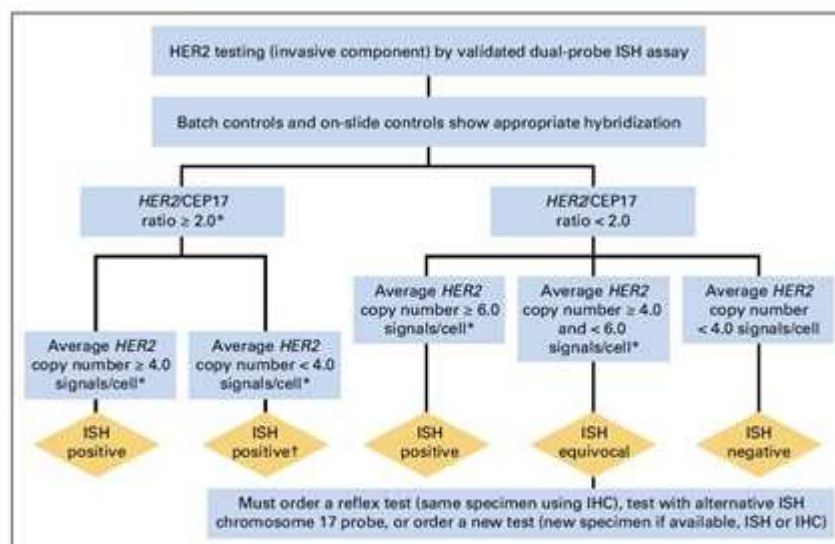 HER2 testing (invasive component) by validated dual-probe ISH assay
Batch controls and on-slide controls show appropriate hybridization
HER2/CEP17
ratio ≥ 2.0*
HER2/CEP17
ratio < 2.0
Average HER2
copy number ≥ 4.0
signals/cell*
Average HER2
copy number < 4.0
signals/cell*
Average HER2
copy number ≥ 6.0
signals/cell*
Average HER2
copy number ≥ 4.0
and < 6.0
signals/cell*
Average HER2
copy number
< 4.0 signals/cell
ISH
positive
ISH
positive†
ISH
positive
ISH
equivocal
ISH
negative
Must order a reflex test (same specimen using IHC), test with alternative ISH
chromosome 17 probe, or order a new test (new specimen if available, ISH or IHC)